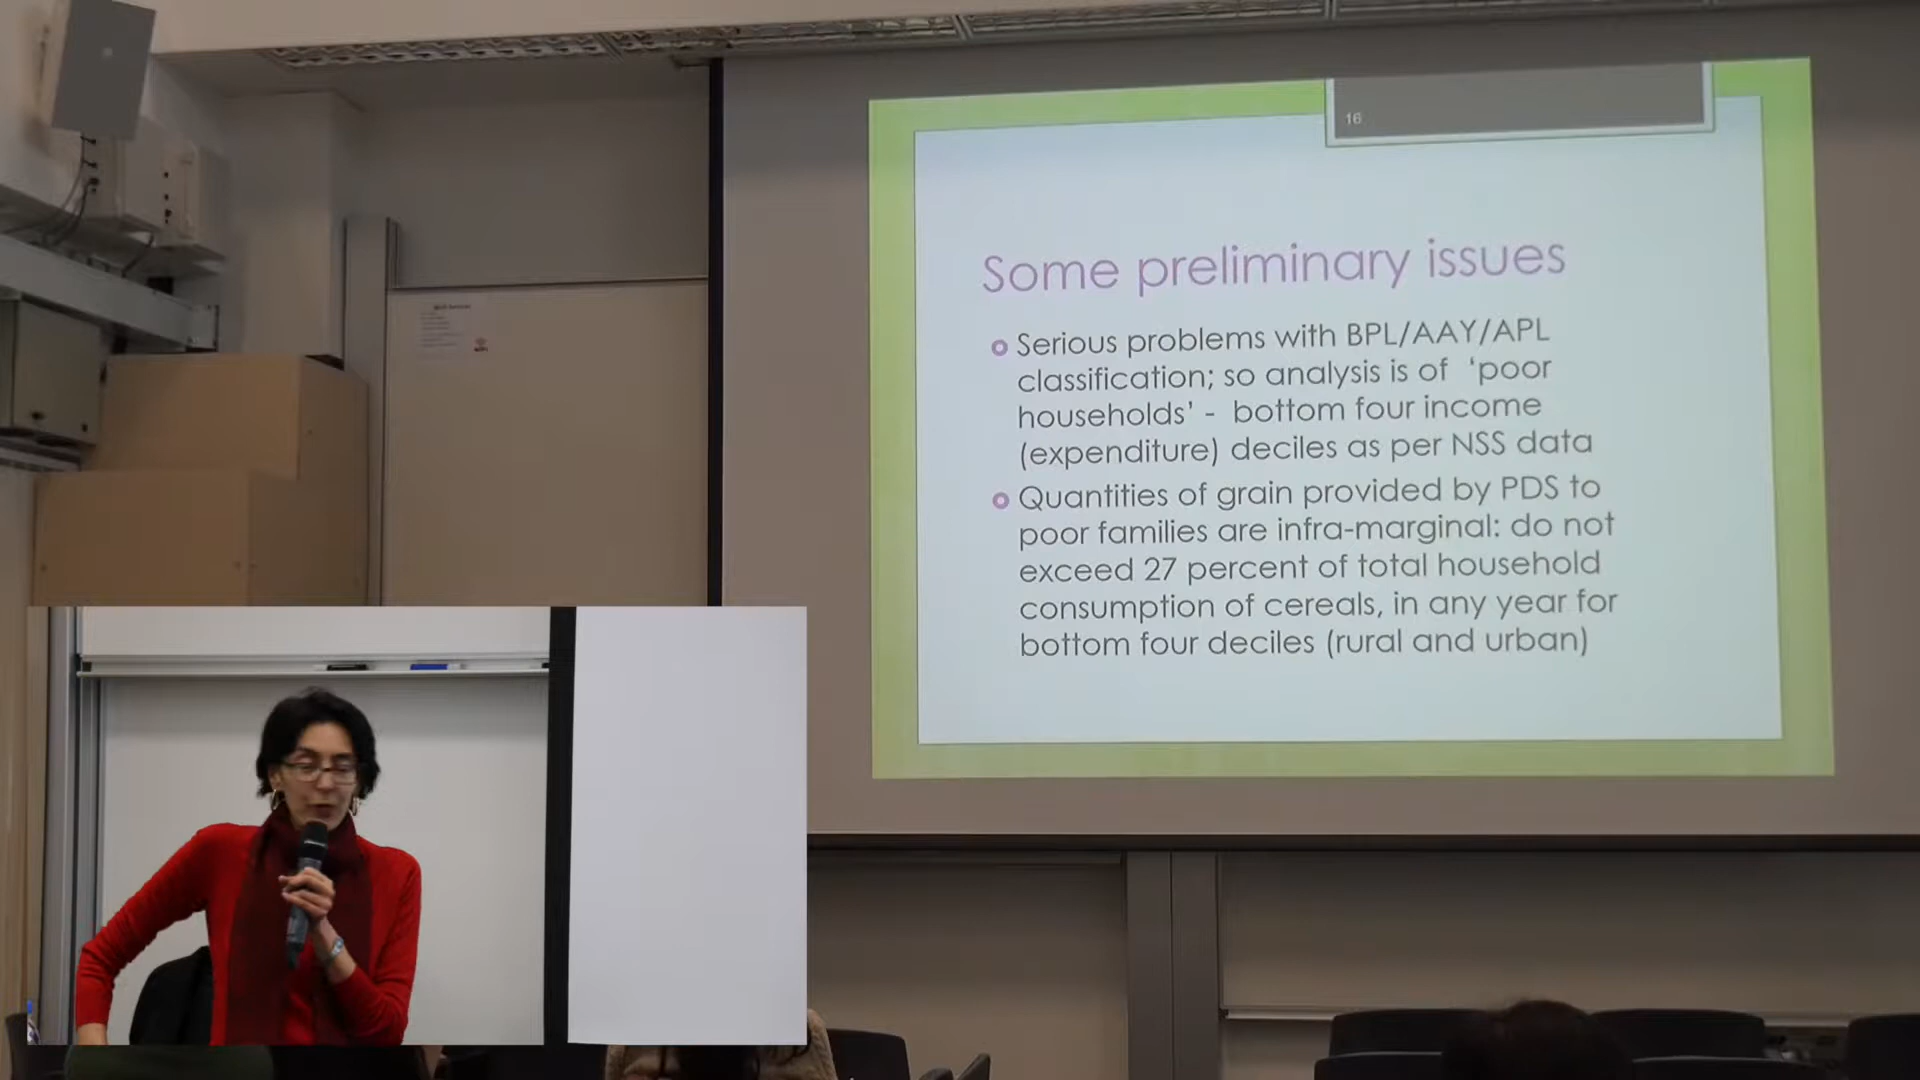 16
Some preliminary issues
Serious problems with BPL/AAY/APL
classification; so analysis is of ‘poor
households’ - bottom four income
(expenditure) deciles as per NSS data
Quantities of grain provided by PDS to
poor families are infra-marginal: do not
exceed 27 percent of total household
consumption of cereals, in any year for
bottom four deciles (rural and urban)